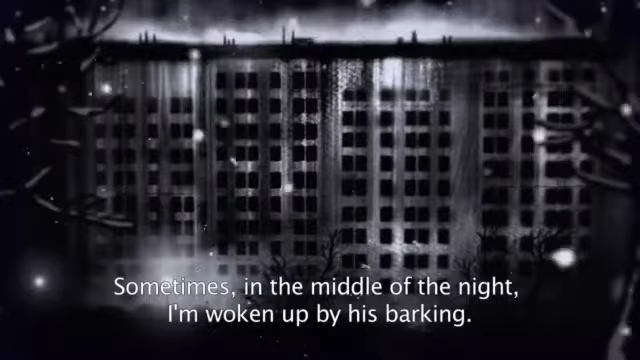 Sometimes, in the middle of the night,
I'm woken up by his barking.